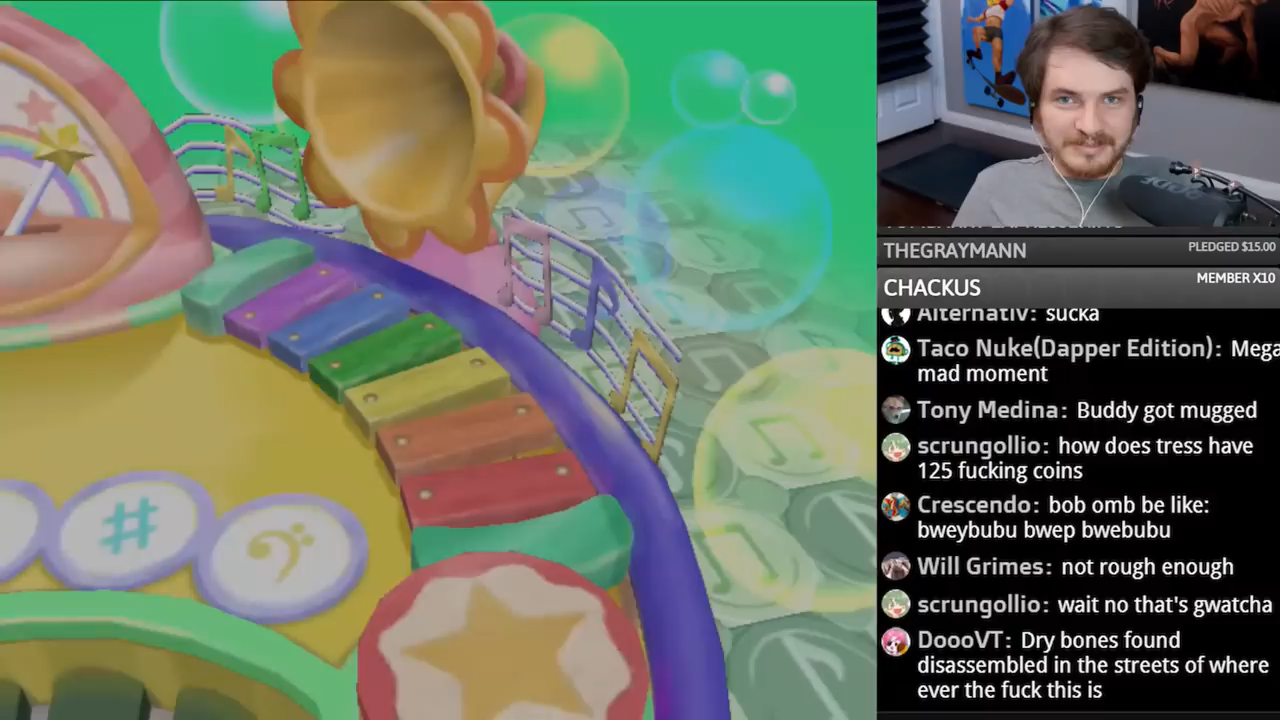 THEGRAYMANN PLEDGED $15.00
CHACKUS MEMBER X10
Alternativ: sucka
Taco Nuke(Dapper Edition): Mega
mad moment
Tony Medina: Buddy got mugged
scrungollio: how does tress have
125 fucking coins
Crescendo: bob omb be like:
bweybubu bwep bwebubu
Will Grimes: not rough enough
scrungollio: wait no that's gwatcha
DoooVT: Dry bones found
disassembled in the streets of where
ever the fuck this is
#